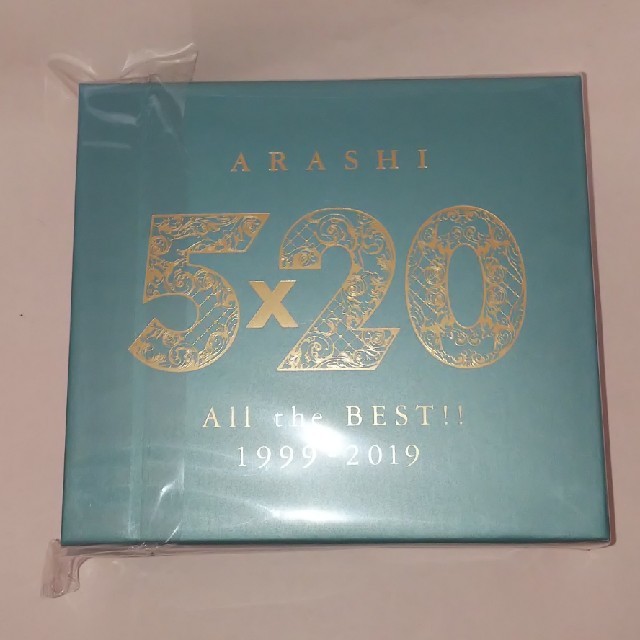 ARASHI
5x20
All the BEST!!
1999-2019